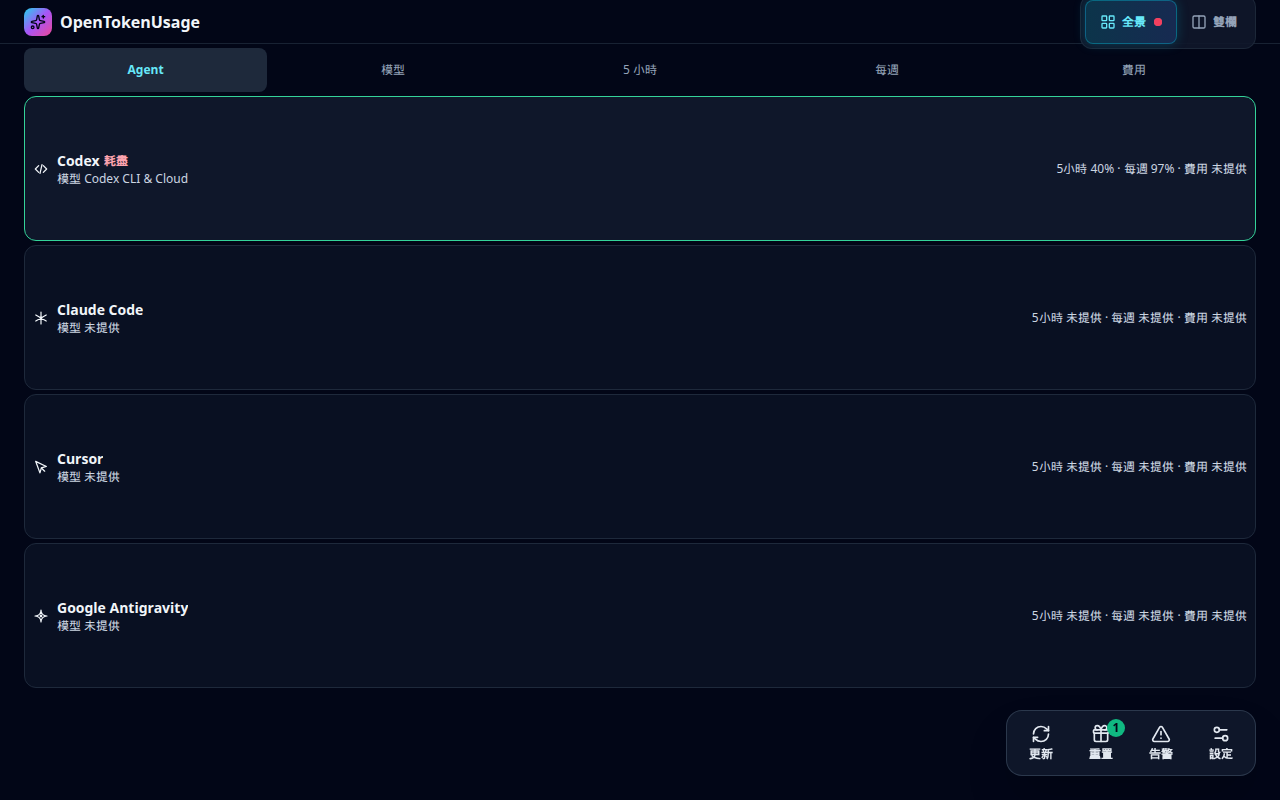 OpenTokenUsage
全景
雙欄
Agent
模型
5 小時
每週
費用
Codex 耗盡
模型 Codex CLI & Cloud
5小時 40% · 每週 97% · 費用 未提供
Claude Code
模型 未提供
5小時 未提供 · 每週 未提供 · 費用 未提供
Cursor
模型 未提供
5小時 未提供 · 每週 未提供 · 費用 未提供
Google Antigravity
模型 未提供
5小時 未提供 · 每週 未提供 · 費用 未提供
1
更新
重置
告警
設定